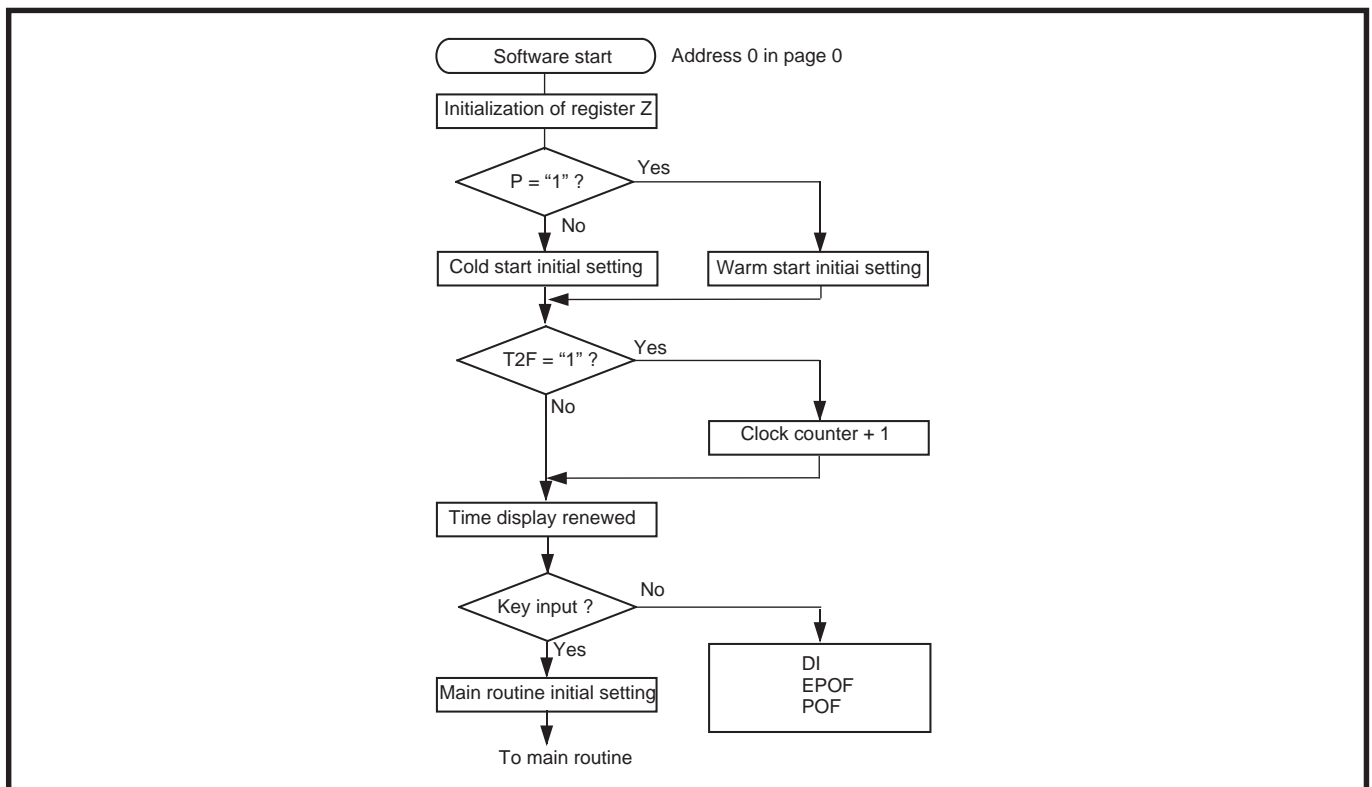 Software start
Address 0 in page 0
Initialization of register Z
P = “1” ?
Yes
No
Cold start initial setting
Warm start initiai setting
T2F = “1” ?
Yes
No
Clock counter + 1
Time display renewed
Key input ?
No
Yes
DI
EPOF
POF
Main routine initial setting
To main routine